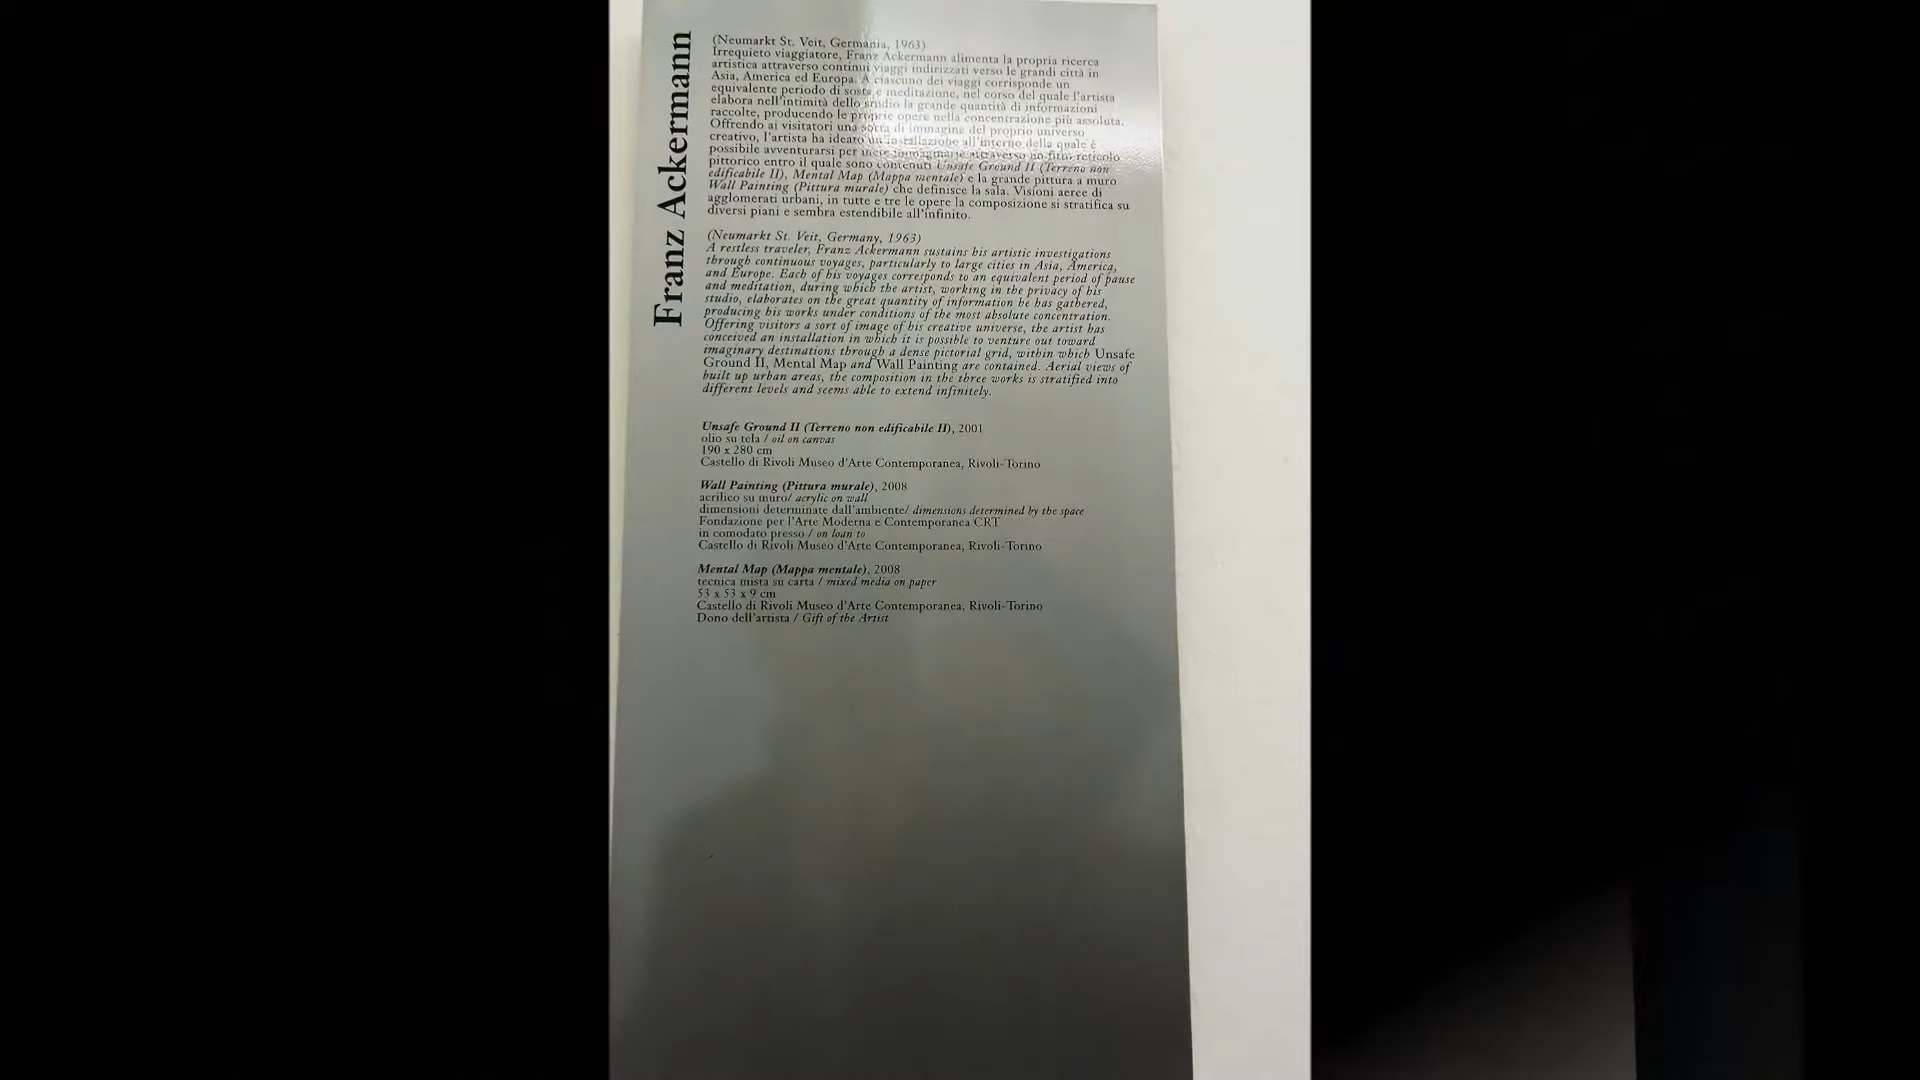 Franz Ackermann
(Neumarkt St. Veit, Germania, 1963)
Irrequieto viaggiatore, Franz Ackermann alimenta la propria ricerca
artistica attraverso continui viaggi indirizzati verso le grandi città in
Asia, America ed Europa. A ciascuno dei viaggi corrisponde un
equivalente periodo di sosta e meditazione, nel corso del quale l'artista
elabora nell'intimità dello studio la grande quantità di informazioni
raccolte, producendo le proprie opere nella concentrazione più assoluta.
Offrendo ai visitatori una sorta di immagine del proprio universo
creativo, l'artista ha ideato un'installazione all'interno della quale è
possibile avventurarsi per mete immaginarie attraverso un fitto reticolo
pittorico entro il quale sono contenuti Unsafe Ground II (Terreno non
edificabile II), Mental Map (Mappa mentale) e la grande pittura a muro
Wall Painting (Pittura murale) che definisce la sala. Visioni aeree di
agglomerati urbani, in tutte e tre le opere la composizione si stratifica su
diversi piani e sembra estendibile all'infinito.
(Neumarkt St. Veit, Germany, 1963)
A restless traveler, Franz Ackermann sustains his artistic investigations
through continuous voyages, particularly to large cities in Asia, America,
and Europe. Each of his voyages corresponds to an equivalent period of pause
and meditation, during which the artist, working in the privacy of his
studio, elaborates on the great quantity of information he has gathered,
producing his works under conditions of the most absolute concentration.
Offering visitors a sort of image of his creative universe, the artist has
conceived an installation in which it is possible to venture out toward
imaginary destinations through a dense pictorial grid, within which Unsafe
Ground II, Mental Map and Wall Painting are contained. Aerial views of
built up urban areas, the composition in the three works is stratified into
different levels and seems able to extend infinitely.
Unsafe Ground II (Terreno non edificabile II), 2001
olio su tela / oil on canvas
190 x 280 cm
Castello di Rivoli Museo d'Arte Contemporanea, Rivoli-Torino
Wall Painting (Pittura murale), 2008
acrilico su muro/ acrylic on wall
dimensioni determinate dall'ambiente/ dimensions determined by the space
Fondazione per l'Arte Moderna e Contemporanea CRT
in comodato presso / on loan to
Castello di Rivoli Museo d'Arte Contemporanea, Rivoli-Torino
Mental Map (Mappa mentale), 2008
tecnica mista su carta / mixed media on paper
53 x 53 x 9 cm
Castello di Rivoli Museo d'Arte Contemporanea, Rivoli-Torino
Dono dell'artista / Gift of the Artist